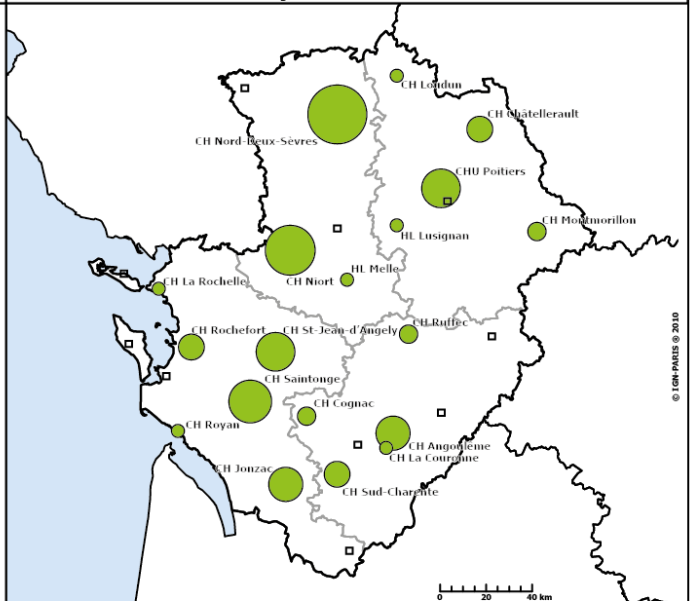 CH Loudun
CH Châtellerault
CH Nord-Deux-Sèvres
CHU Poitiers
CH Montmorillon
HL Lusignan
HL Melle
CH La Rochelle
CH Niort
CH Rochefort
CH St-Jean-d'Angely
CH Ruffec
CH Saintonge
CH Cognac
CH Royan
CH Angoulême
CH La Couronne
CH Jonzac
CH Sud-Charente
© IGN-PARIS ® 2010
0 20 40 km